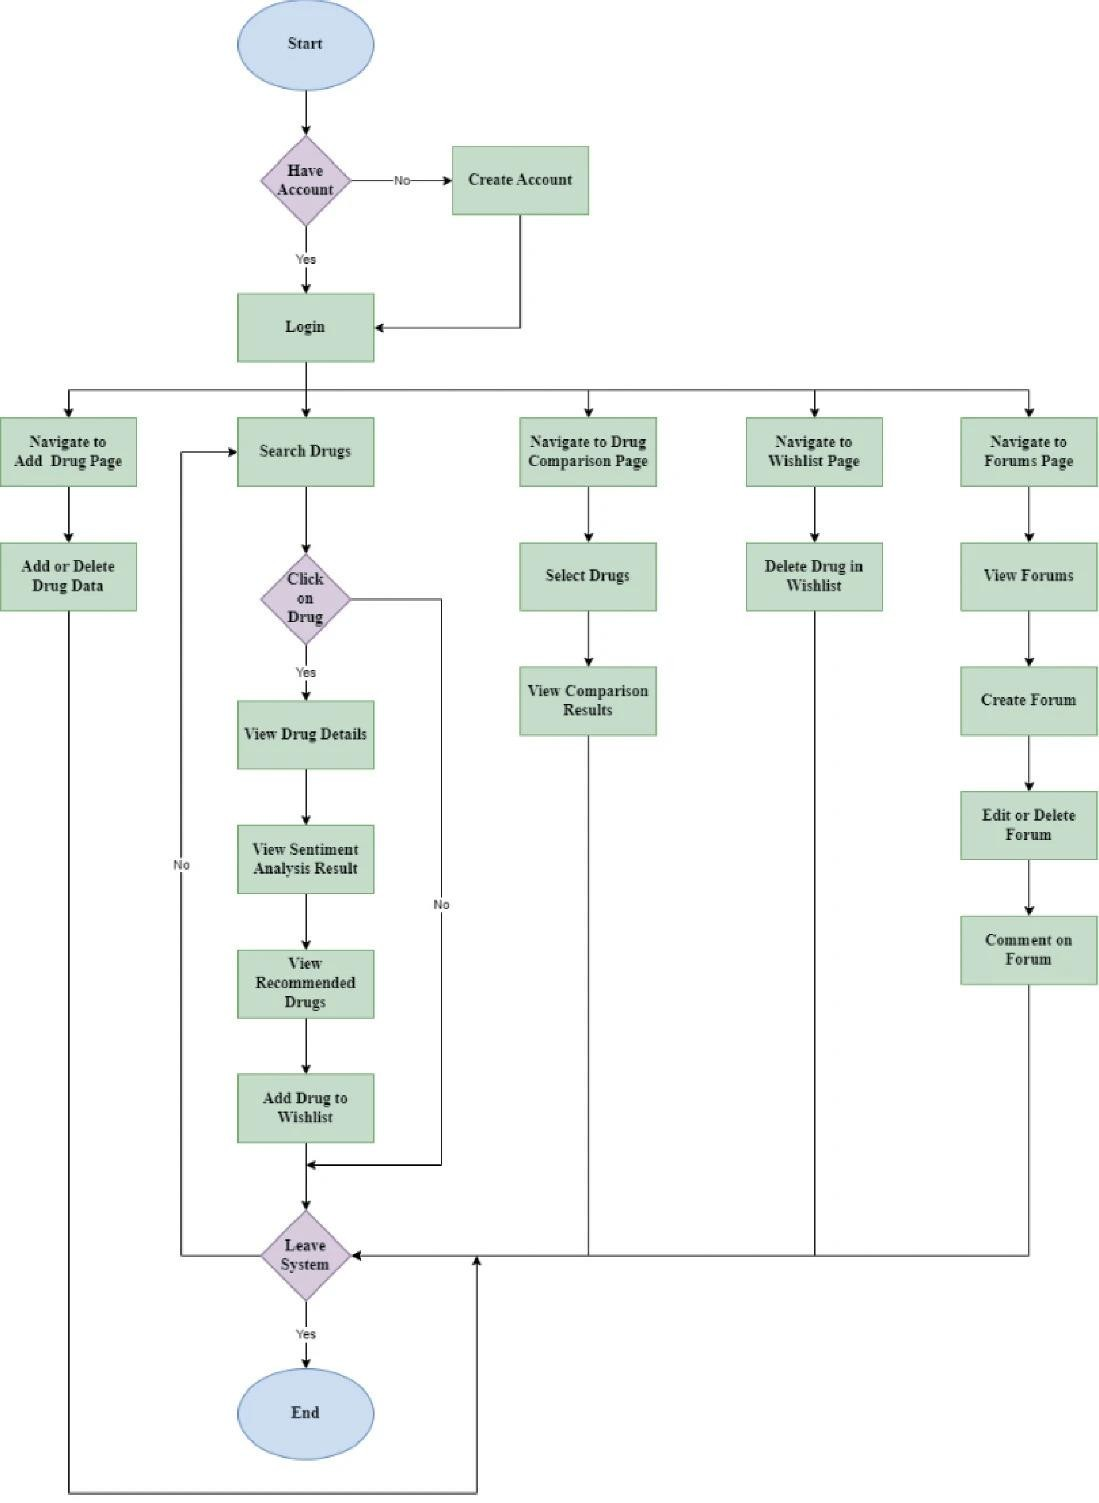 Start
Have
Account
No
Create Account
Yes
Login
Navigate to
Add  Drug Page
Search Drugs
Navigate to Drug
Comparison Page
Navigate to
Wishlist Page
Navigate to
Forums Page
Add or Delete
Drug Data
Click
on
Drug
Select Drugs
Delete Drug in
Wishlist
View Forums
Yes
View Drug Details
View Comparison
Results
Create Forum
View Sentiment
Analysis Result
Edit or Delete
Forum
No
No
View
Recommended
Drugs
Comment on
Forum
Add Drug to
Wishlist
Leave
System
Yes
End